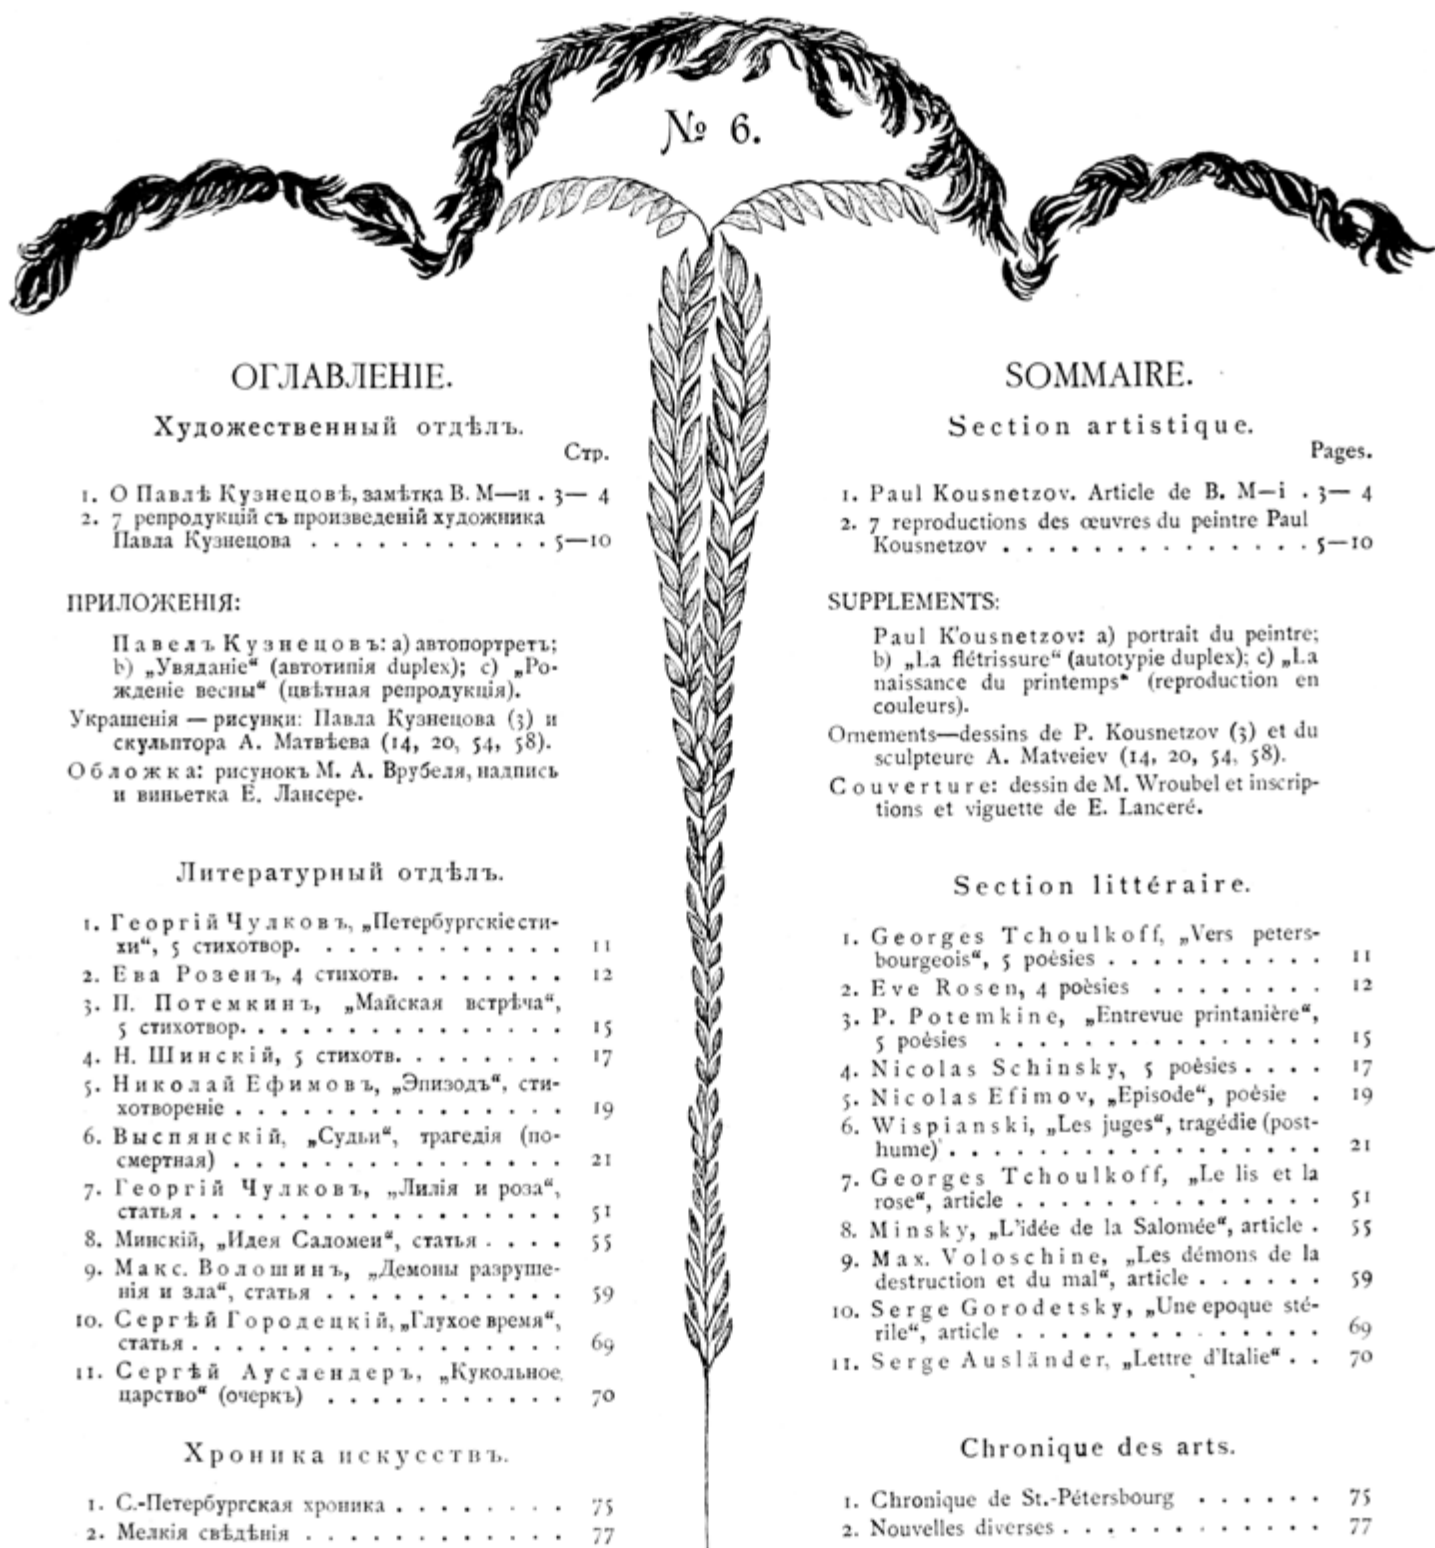 № 6.
ОГЛАВЛЕНІЕ.
Художественный отдѣлъ.
Стр.
1. О Павлѣ Кузнецовѣ, замѣтка В. М—и . 3— 4
2. 7 репродукцій съ произведеній художника
Павла Кузнецова . . . . . . . . . . . . 5—10
ПРИЛОЖЕНІЯ:
Павелъ Кузнецовъ: а) автопортретъ;
b) „Увяданіе“ (автотипія duplex); c) „Ро-
жденіе весны“ (цвѣтная репродукція).
Украшенія — рисунки: Павла Кузнецова (3) и
скульптора А. Матвѣева (14, 20, 54, 58).
Обложка: рисунокъ М. А. Врубеля, надпись
и виньетка Е. Лансере.
Литературный отдѣлъ.
1. Георгій Чулковъ, „Петербургскіе сти-
хи“, 5 стихотвор. . . . . . . . . . . . 11
2. Ева Розенъ, 4 стихотв. . . . . . . . 12
3. П. Потемкинъ, „Майская встрѣча“,
5 стихотвор. . . . . . . . . . . . . . . 15
4. Н. Шинскій, 5 стихотв. . . . . . . . 17
5. Николай Ефимовъ, „Эпизодъ“, сти-
хотвореніе . . . . . . . . . . . . . . . 19
6. Выспянскій, „Судьи“, трагедія (по-
смертная) . . . . . . . . . . . . . . . 21
7. Георгій Чулковъ, „Лилія и роза“,
статья . . . . . . . . . . . . . . . . . 51
8. Минскій, „Идея Саломеи“, статья . . . . 55
9. Макс. Волошинъ, „Демоны разруше-
нія и зла“, статья . . . . . . . . . . . 59
10. Сергѣй Городецкій, „Глухое время“,
статья . . . . . . . . . . . . . . . . . 69
11. Сергѣй Ауслендеръ, „Кукольное
царство“ (очеркъ) . . . . . . . . . . . 70
Хроника искусствъ.
1. С.-Петербургская хроника . . . . . . . . 75
2. Мелкія свѣдѣнія . . . . . . . . . . . . 77
SOMMAIRE.
Section artistique.
Pages.
1. Paul Kousnetzov. Article de B. M—i . 3— 4
2. 7 reproductions des œuvres du peintre Paul
Kousnetzov . . . . . . . . . . . . . . 5—10
SUPPLEMENTS:
Paul Kousnetzov: a) portrait du peintre;
b) „La flétrissure“ (autotypie duplex); c) „La
naissance du printemps“ (reproduction en
couleurs).
Ornements—dessins de P. Kousnetzov (3) et du
sculpteure A. Matveiev (14, 20, 54, 58).
Couverture: dessin de M. Wroubel et inscrip-
tions et viguette de E. Lanceré.
Section littéraire.
1. Georges Tchoulkoff, „Vers peters-
bourgeois“, 5 poèsies . . . . . . . . . . 11
2. Eve Rosen, 4 poèsies . . . . . . . . 12
3. P. Potemkine, „Entrevue printanière“,
5 poèsies . . . . . . . . . . . . . . . 15
4. Nicolas Schinsky, 5 poèsies . . . . 17
5. Nicolas Efimov, „Episode“, poèsie . 19
6. Wispianski, „Les juges“, tragédie (post-
hume) . . . . . . . . . . . . . . . . . 21
7. Georges Tchoulkoff, „Le lis et la
rose“, article . . . . . . . . . . . . . . 51
8. Minsky, „L'idée de la Salomée“, article . 55
9. Max. Voloschine, „Les démons de la
destruction et du mal“, article . . . . . . 59
10. Serge Gorodetsky, „Une epoque sté-
rile“, article . . . . . . . . . . . . . . 69
11. Serge Ausländer, „Lettre d'Italie“ . . 70
Chronique des arts.
1. Chronique de St.-Pétersbourg . . . . . . 75
2. Nouvelles diverses . . . . . . . . . . . . 77